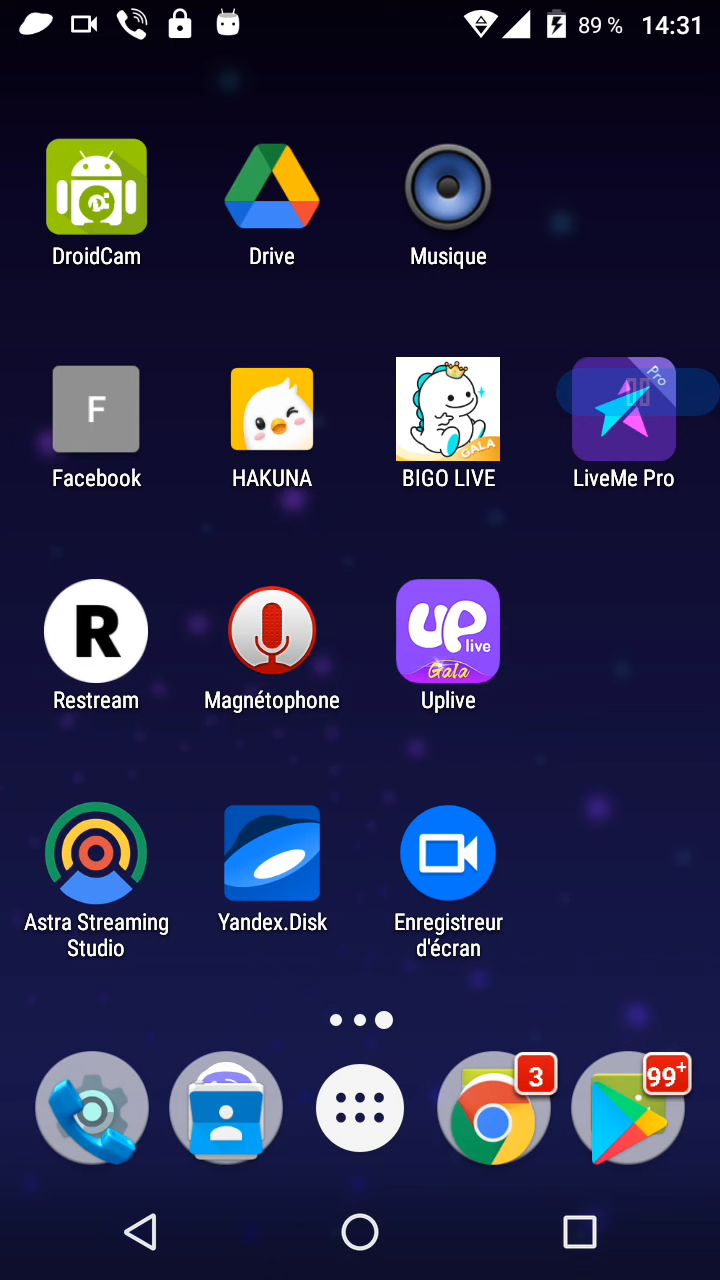 89 % 14:31
DroidCam
Drive
Musique
F
GALA
Pro
Facebook
HAKUNA
BIGO LIVE
LiveMe Pro
R
UP
live
Gala
Restream
Magnétophone
Uplive
Astra Streaming
Studio
Yandex.Disk
Enregistreur
d'écran
3
99+